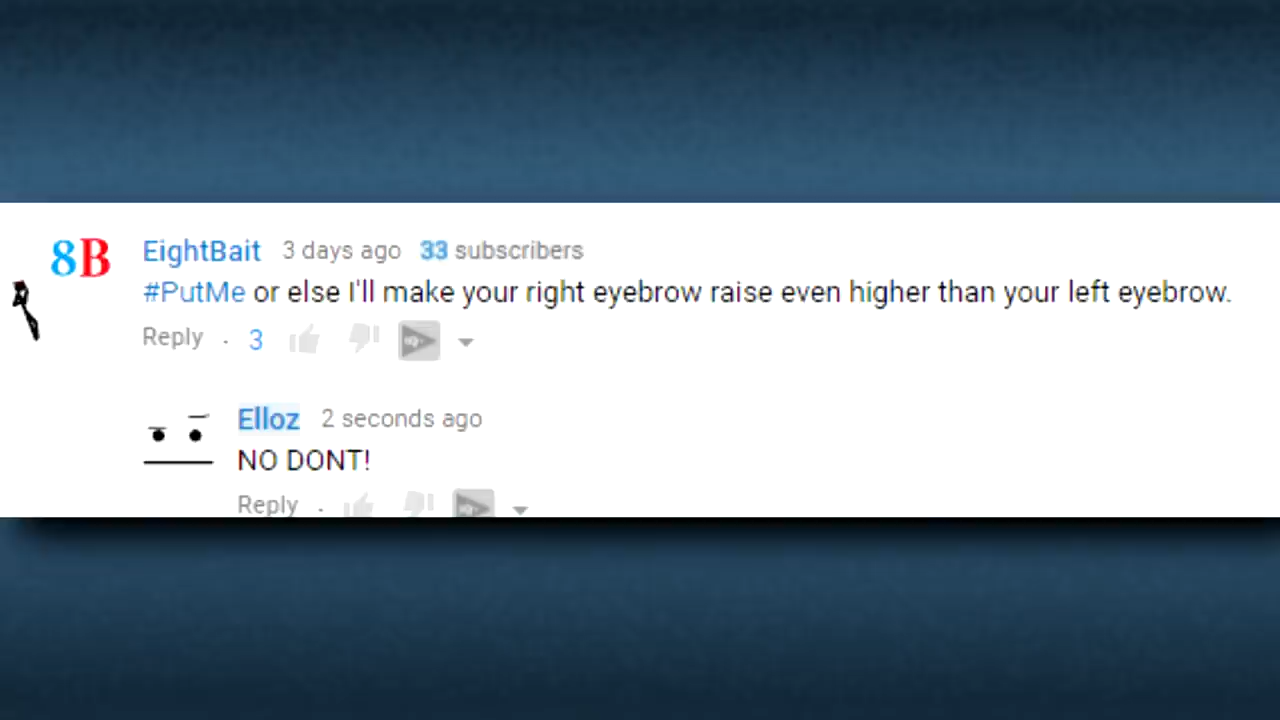 8B EightBait 3 days ago 33 subscribers
#PutMe or else I'll make your right eyebrow raise even higher than your left eyebrow.
Reply . 3
Elloz 2 seconds ago
NO DONT!
Reply .